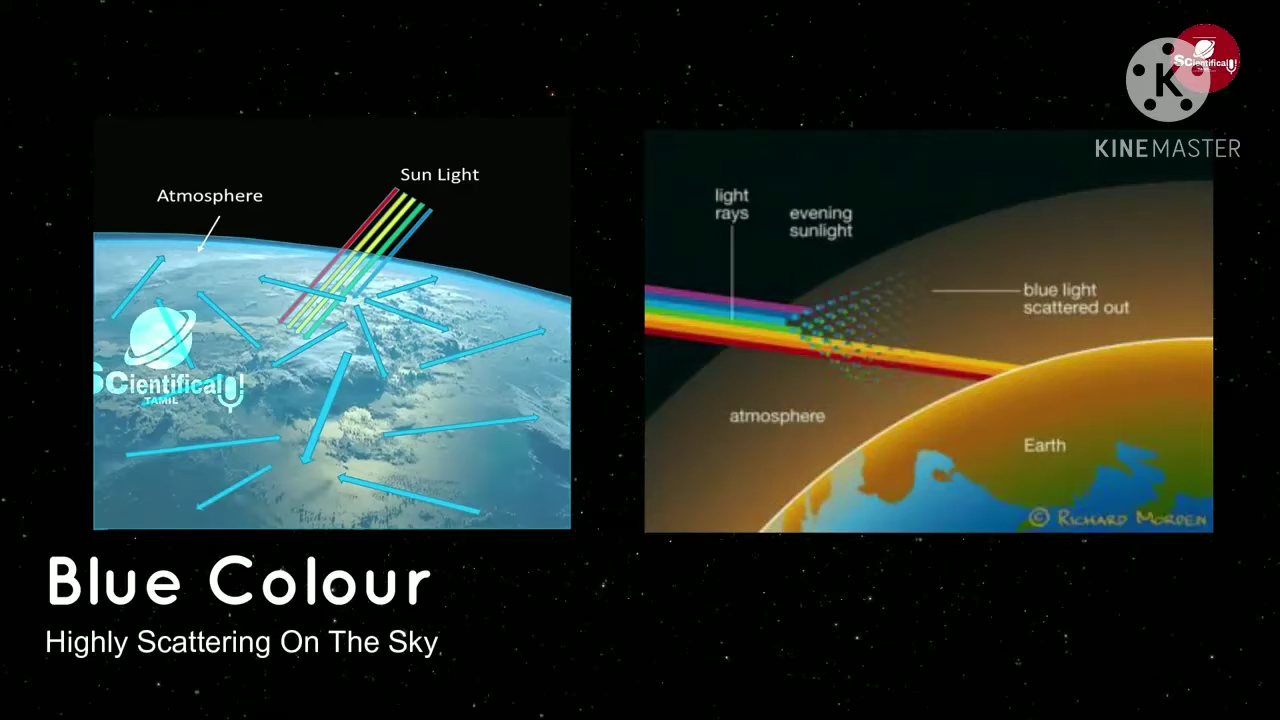 SCientifical!
K
KINEMASTER
Atmosphere
Sun Light
SCientifical!
TAMIL
light
rays
evening
sunlight
blue light
scattered out
atmosphere
Earth
© RICHARD MORDEN
Blue Colour
Highly Scattering On The Sky